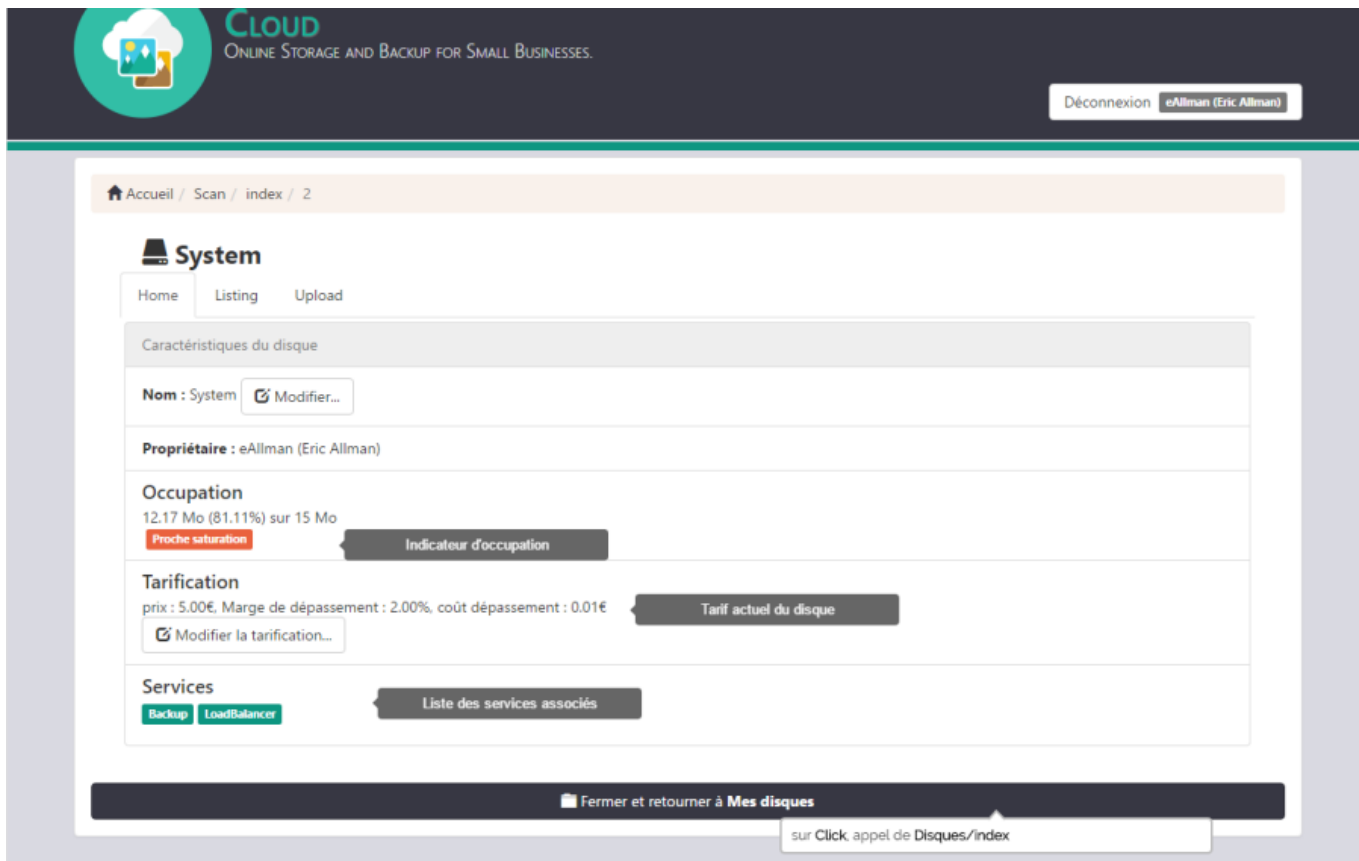 CLOUD
ONLINE STORAGE AND BACKUP FOR SMALL BUSINESSES.
Déconnexion eAllman (Eric Allman)
Accueil / Scan / index / 2
System
Home Listing Upload
Caractéristiques du disque
Nom : System Modifier...
Propriétaire : eAllman (Eric Allman)
Occupation
12.17 Mo (81.11%) sur 15 Mo
Proche saturation
Indicateur d'occupation
Tarification
prix : 5.00€, Marge de dépassement : 2.00%, coût dépassement : 0.01€
Tarif actuel du disque
Modifier la tarification...
Services
Backup LoadBalancer
Liste des services associés
Fermer et retourner à Mes disques
sur Click, appel de Disques/index